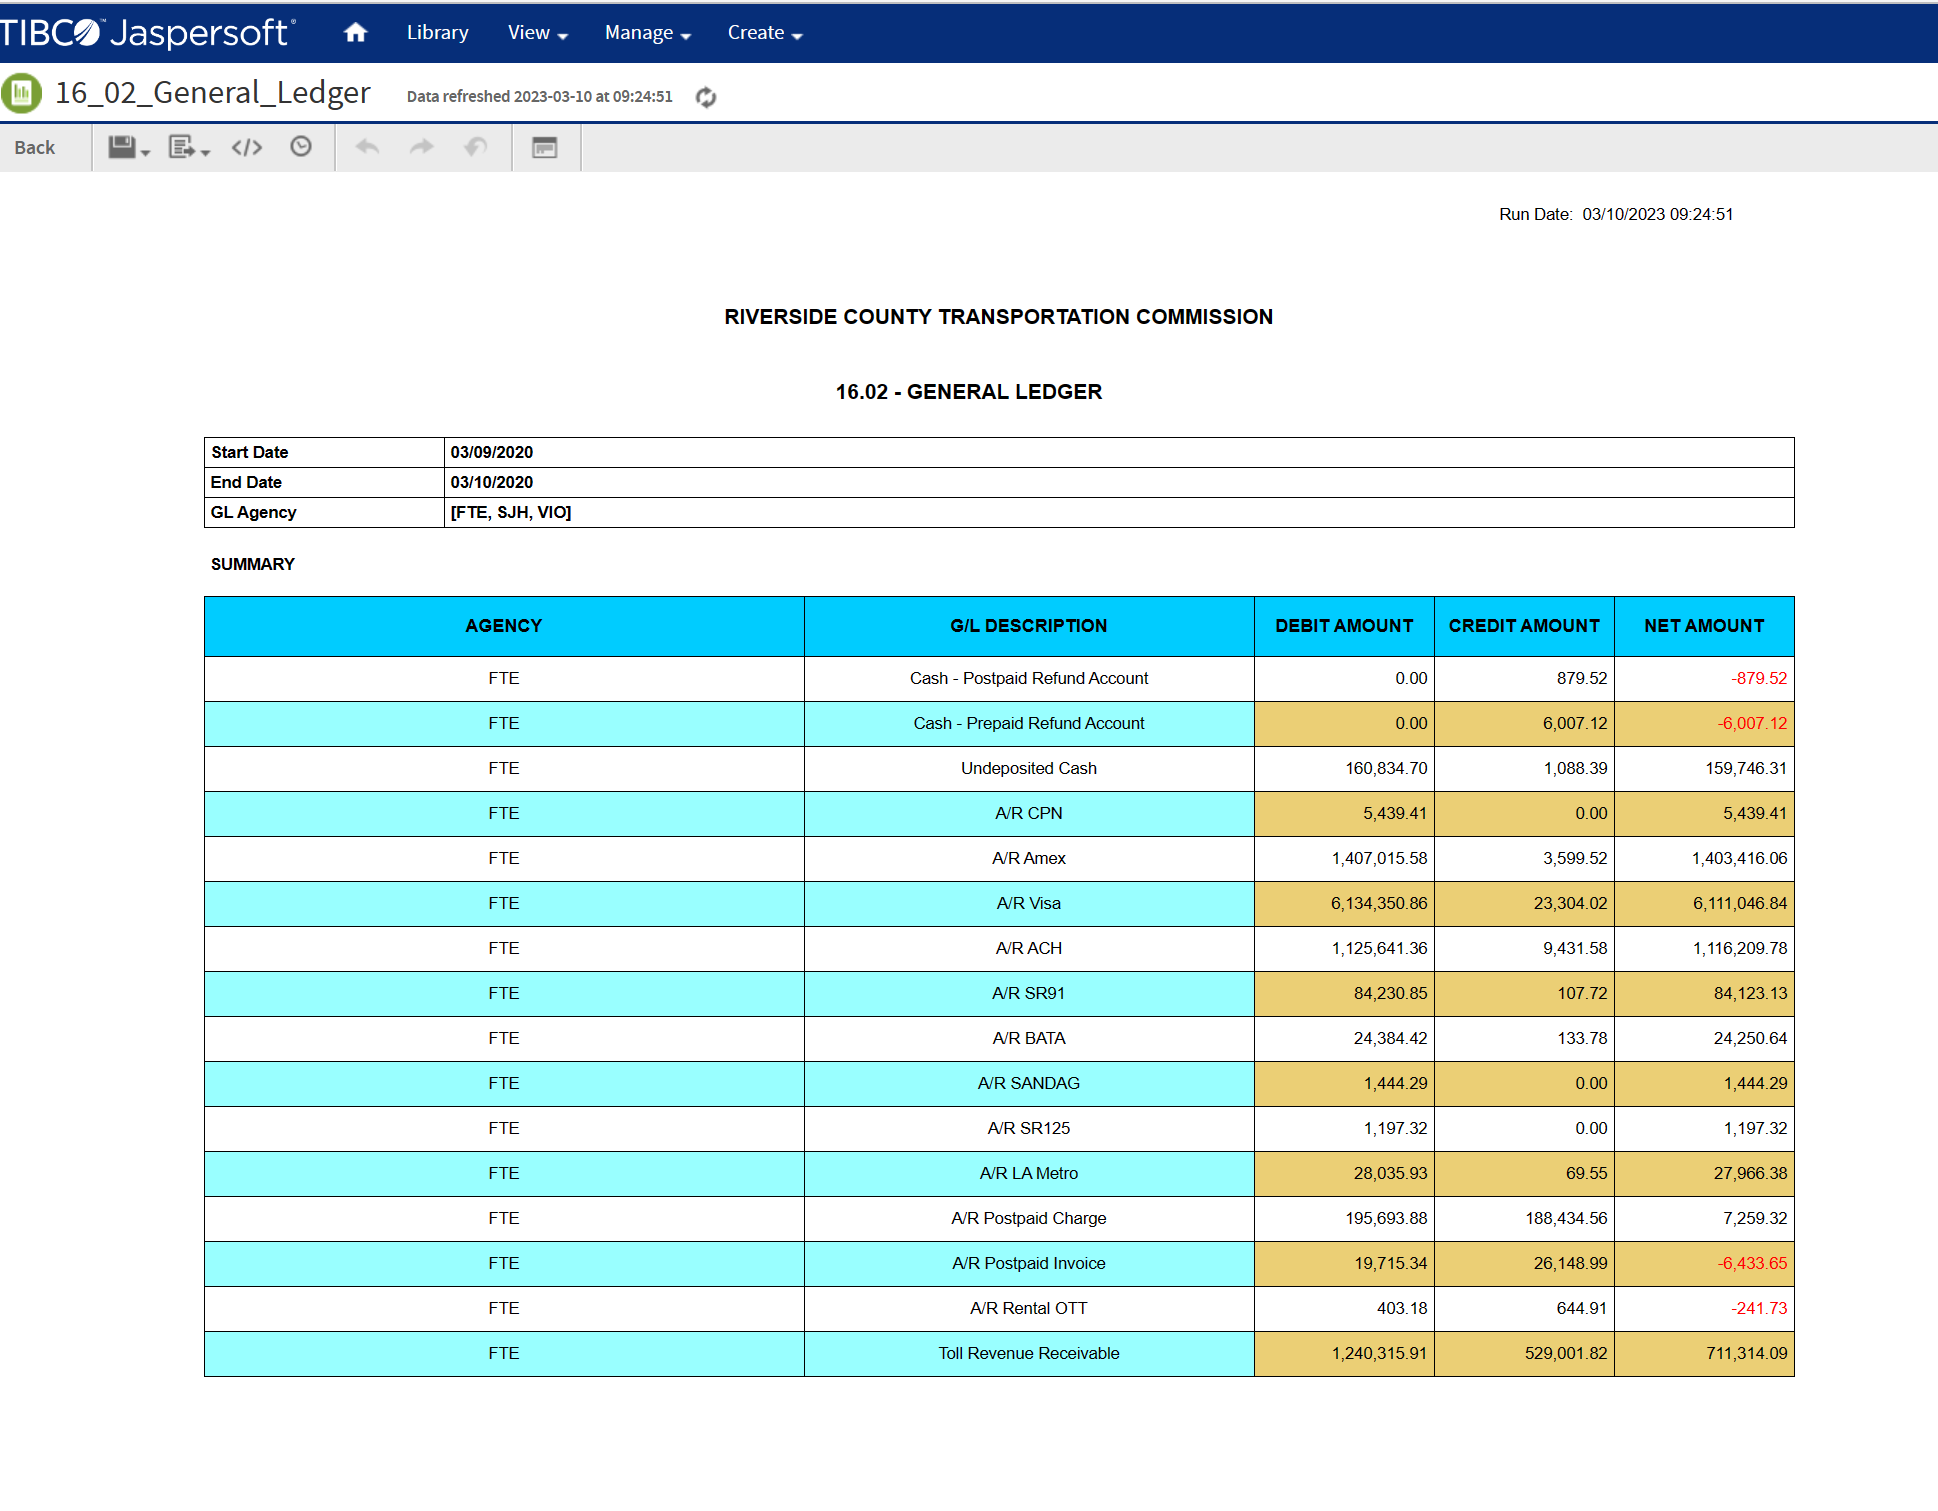 TIBCO™ Jaspersoft® Library View Manage Create
16_02_General_Ledger Data refreshed 2023-03-10 at 09:24:51
Back
Run Date: 03/10/2023 09:24:51
RIVERSIDE COUNTY TRANSPORTATION COMMISSION
16.02 - GENERAL LEDGER
Start Date 03/09/2020
End Date 03/10/2020
GL Agency [FTE, SJH, VIO]
SUMMARY
AGENCY G/L DESCRIPTION DEBIT AMOUNT CREDIT AMOUNT NET AMOUNT
FTE Cash - Postpaid Refund Account 0.00 879.52 -879.52
FTE Cash - Prepaid Refund Account 0.00 6,007.12 -6,007.12
FTE Undeposited Cash 160,834.70 1,088.39 159,746.31
FTE A/R CPN 5,439.41 0.00 5,439.41
FTE A/R Amex 1,407,015.58 3,599.52 1,403,416.06
FTE A/R Visa 6,134,350.86 23,304.02 6,111,046.84
FTE A/R ACH 1,125,641.36 9,431.58 1,116,209.78
FTE A/R SR91 84,230.85 107.72 84,123.13
FTE A/R BATA 24,384.42 133.78 24,250.64
FTE A/R SANDAG 1,444.29 0.00 1,444.29
FTE A/R SR125 1,197.32 0.00 1,197.32
FTE A/R LA Metro 28,035.93 69.55 27,966.38
FTE A/R Postpaid Charge 195,693.88 188,434.56 7,259.32
FTE A/R Postpaid Invoice 19,715.34 26,148.99 -6,433.65
FTE A/R Rental OTT 403.18 644.91 -241.73
FTE Toll Revenue Receivable 1,240,315.91 529,001.82 711,314.09